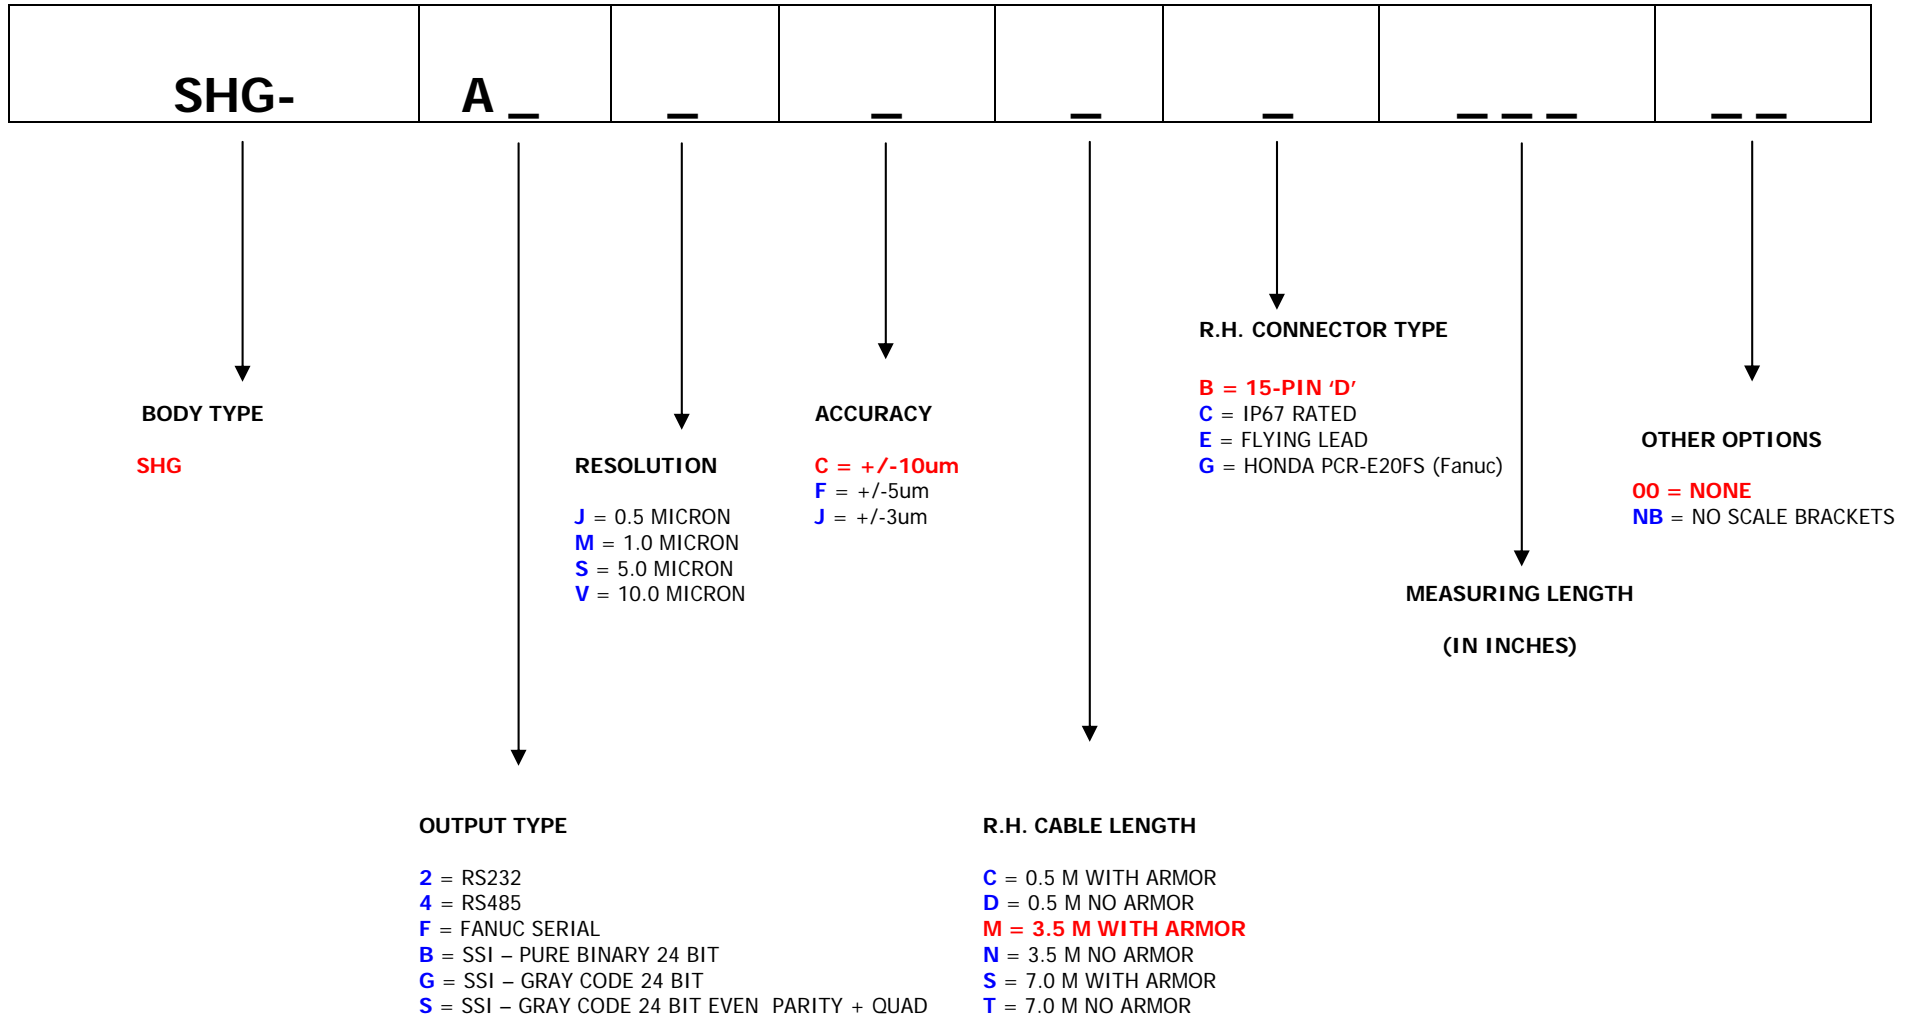 SHG- A _ _ _ _ _ _ _ _ _ _
R.H. CONNECTOR TYPE
B = 15-PIN ‘D’
C = IP67 RATED
E = FLYING LEAD
G = HONDA PCR-E20FS (Fanuc)
BODY TYPE
SHG
ACCURACY
C = +/-10um
F = +/-5um
J = +/-3um
OTHER OPTIONS
00 = NONE
NB = NO SCALE BRACKETS
RESOLUTION
J = 0.5 MICRON
M = 1.0 MICRON
S = 5.0 MICRON
V = 10.0 MICRON
MEASURING LENGTH
(IN INCHES)
OUTPUT TYPE
2 = RS232
4 = RS485
F = FANUC SERIAL
B = SSI – PURE BINARY 24 BIT
G = SSI – GRAY CODE 24 BIT
S = SSI – GRAY CODE 24 BIT EVEN PARITY + QUAD
R.H. CABLE LENGTH
C = 0.5 M WITH ARMOR
D = 0.5 M NO ARMOR
M = 3.5 M WITH ARMOR
N = 3.5 M NO ARMOR
S = 7.0 M WITH ARMOR
T = 7.0 M NO ARMOR